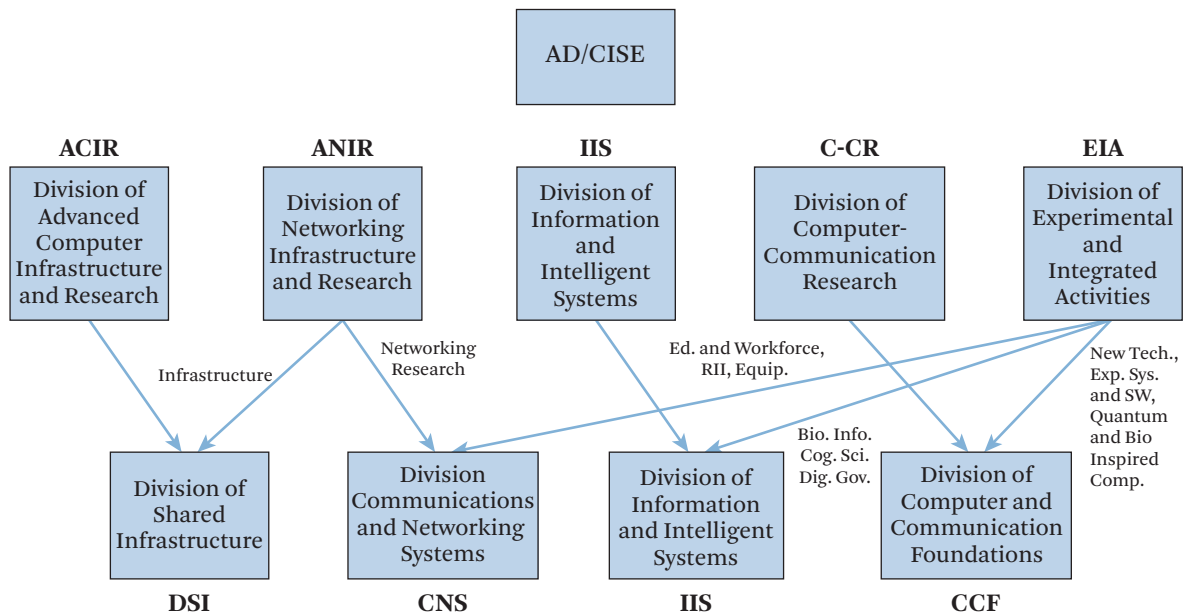 AD/CISE
ACIR
Division of
Advanced
Computer
Infrastructure
and Research
ANIR
Division of
Networking
Infrastructure
and Research
IIS
Division of
Information
and
Intelligent
Systems
C-CR
Division of
Computer-
Communication
Research
EIA
Division of
Experimental
and
Integrated
Activities
Infrastructure
Networking
Research
Ed. and Workforce,
RII, Equip.
Bio. Info.
Cog. Sci.
Dig. Gov.
New Tech.,
Exp. Sys.
and SW,
Quantum
and Bio
Inspired
Comp.
Division of
Shared
Infrastructure
DSI
Division
Communications
and Networking
Systems
CNS
Division of
Information
and Intelligent
Systems
IIS
Division of
Computer and
Communication
Foundations
CCF